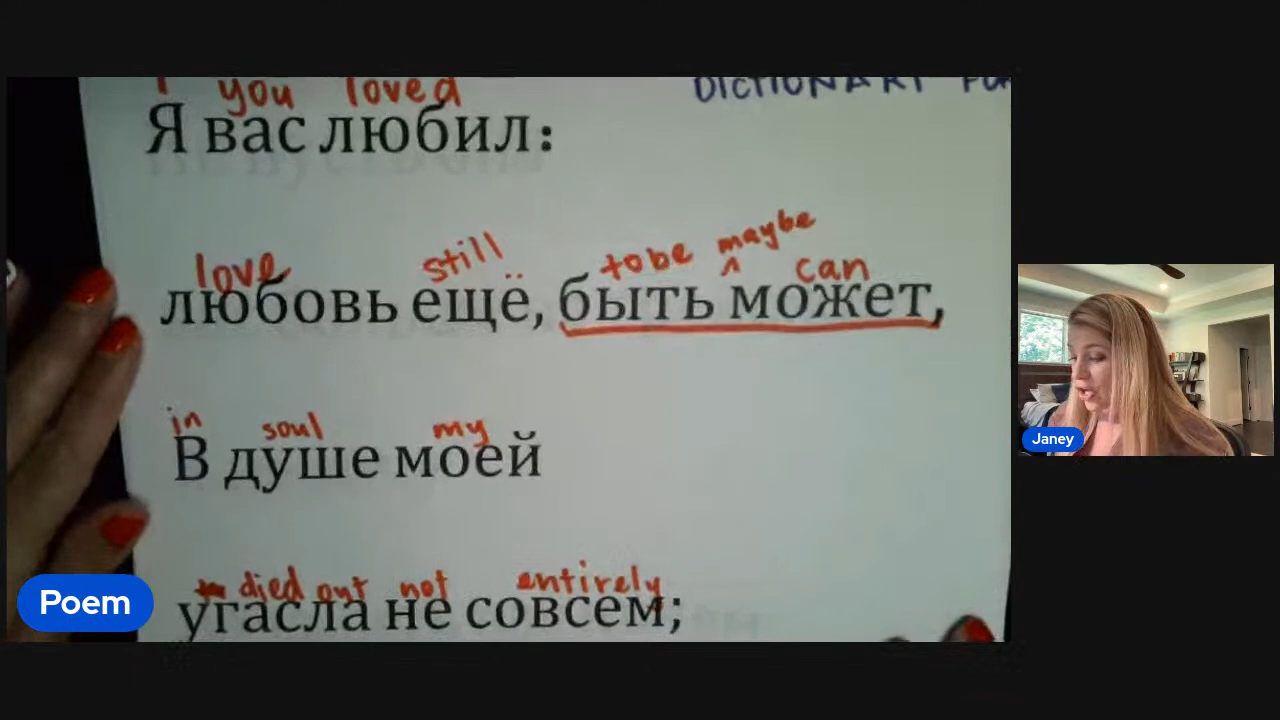 I you loved
DICTIONARY
Я вас любил:
love still to be maybe can
любовь ещё, быть может,
in soul my
В душе моей
died out not entirely
угасла не совсем;
Poem
Janey